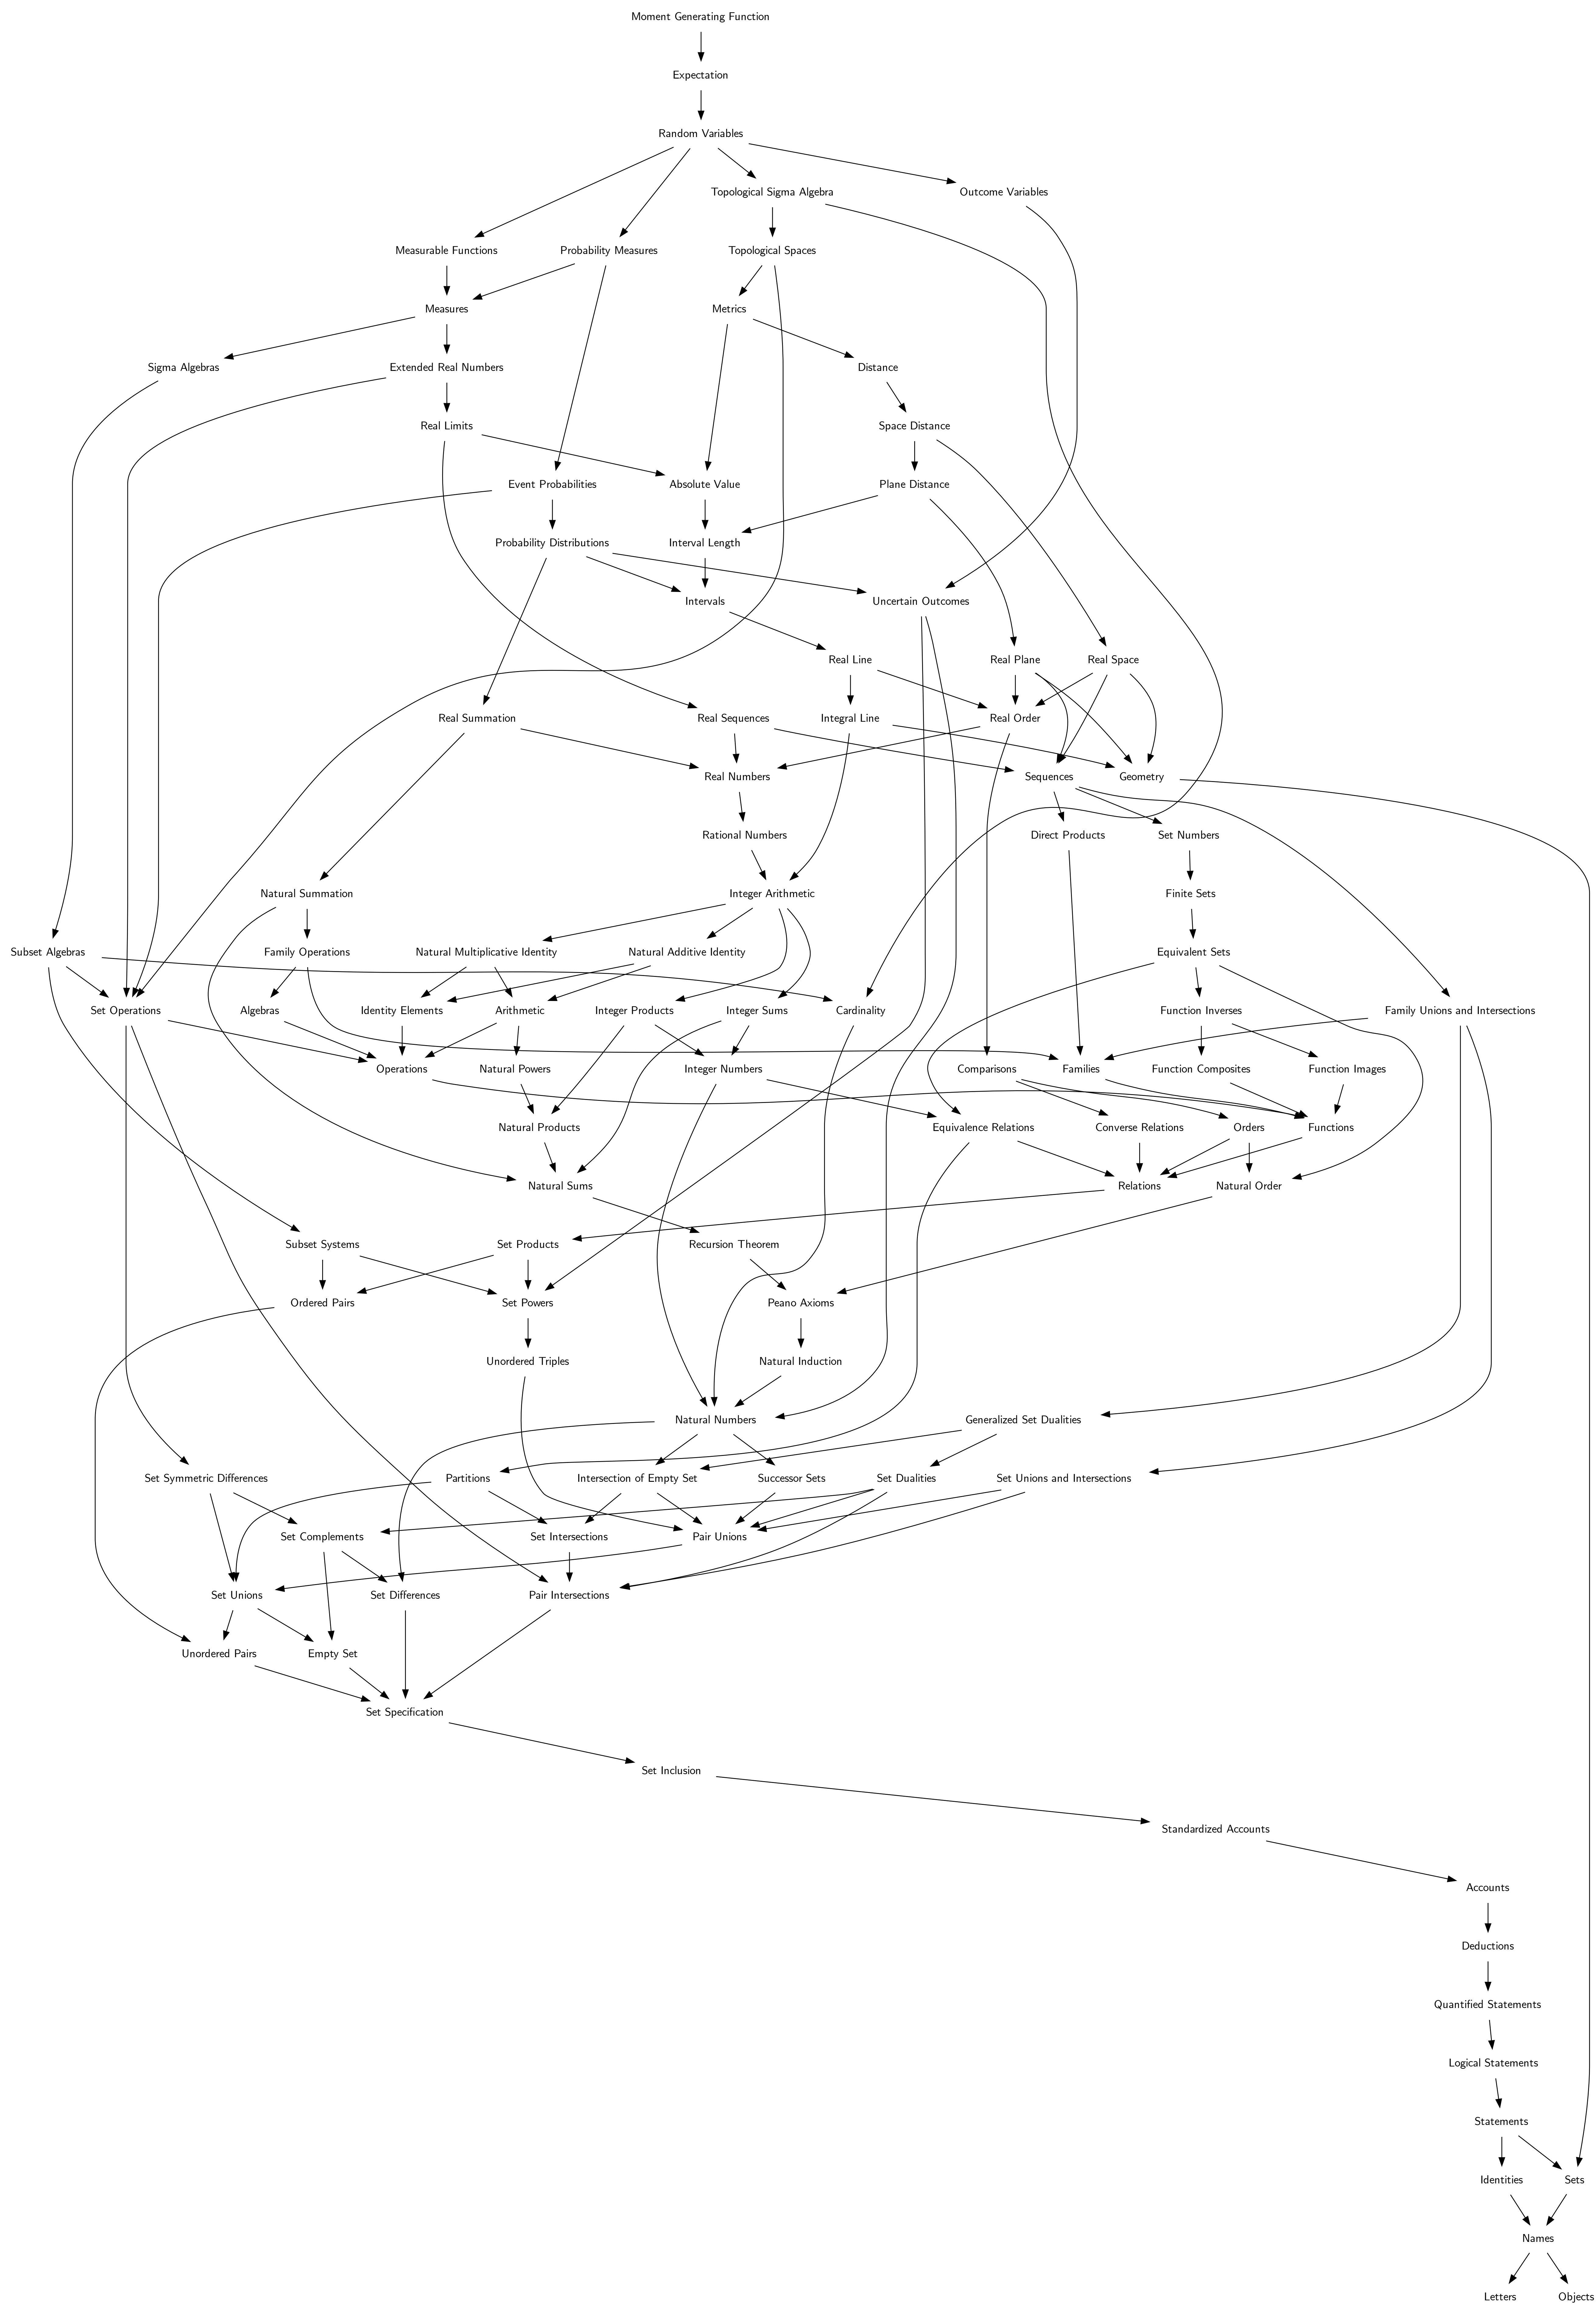 Moment Generating Function
Expectation
Random Variables
Topological Sigma Algebra
Outcome Variables
Measurable Functions
Probability Measures
Topological Spaces
Measures
Metrics
Sigma Algebras
Extended Real Numbers
Distance
Real Limits
Space Distance
Event Probabilities
Absolute Value
Plane Distance
Probability Distributions
Interval Length
Intervals
Uncertain Outcomes
Real Line
Real Plane
Real Space
Real Summation
Real Sequences
Integral Line
Real Order
Real Numbers
Sequences
Geometry
Rational Numbers
Direct Products
Set Numbers
Natural Summation
Integer Arithmetic
Finite Sets
Subset Algebras
Family Operations
Natural Multiplicative Identity
Natural Additive Identity
Equivalent Sets
Set Operations
Algebras
Identity Elements
Arithmetic
Integer Products
Integer Sums
Cardinality
Function Inverses
Family Unions and Intersections
Operations
Natural Powers
Integer Numbers
Comparisons
Families
Function Composites
Function Images
Natural Products
Equivalence Relations
Converse Relations
Orders
Functions
Natural Sums
Relations
Natural Order
Subset Systems
Set Products
Recursion Theorem
Ordered Pairs
Set Powers
Peano Axioms
Unordered Triples
Natural Induction
Natural Numbers
Generalized Set Dualities
Set Symmetric Differences
Partitions
Intersection of Empty Set
Successor Sets
Set Dualities
Set Unions and Intersections
Set Complements
Set Intersections
Pair Unions
Set Unions
Set Differences
Pair Intersections
Unordered Pairs
Empty Set
Set Specification
Set Inclusion
Standardized Accounts
Accounts
Deductions
Quantified Statements
Logical Statements
Statements
Identities
Sets
Names
Letters
Objects